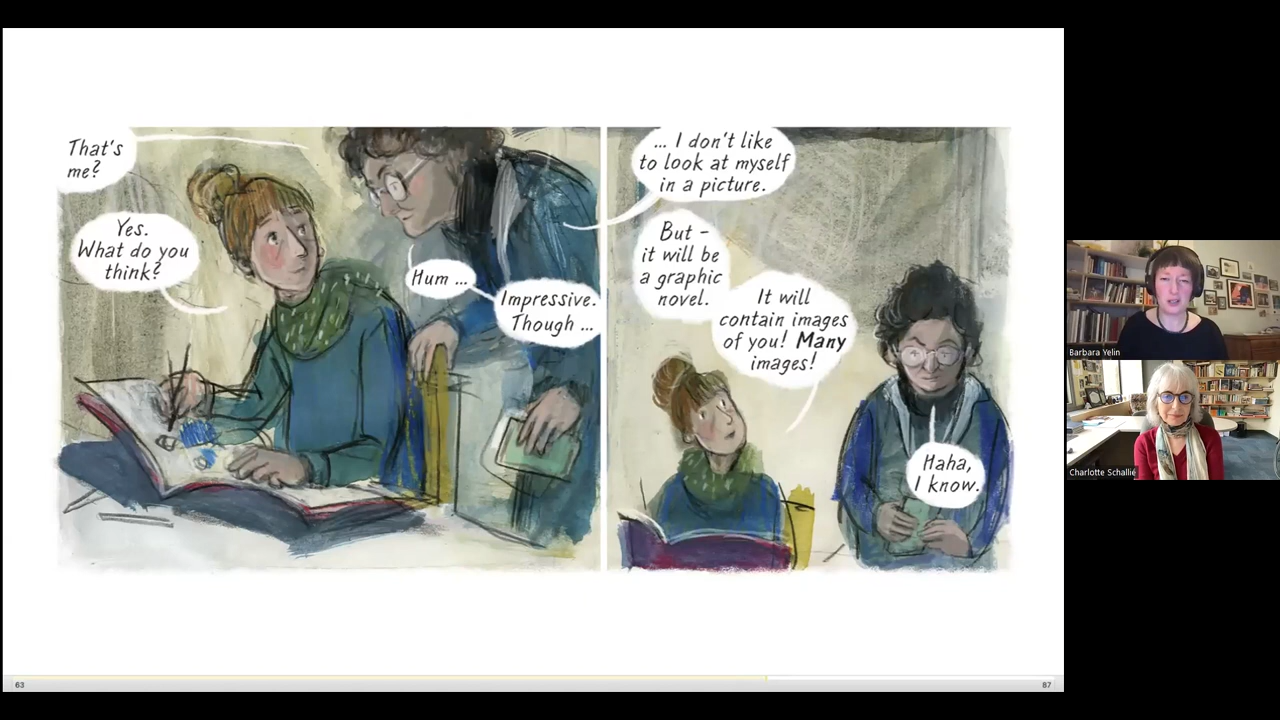 That's
me?
Yes.
What do you
think?
Hum ...
Impressive.
Though ...
... I don't like
to look at myself
in a picture.
But –
it will be
a graphic
novel.
It will
contain images
of you! Many
images!
Haha,
I know.
Barbara Yelin
Charlotte Schallié
63
87